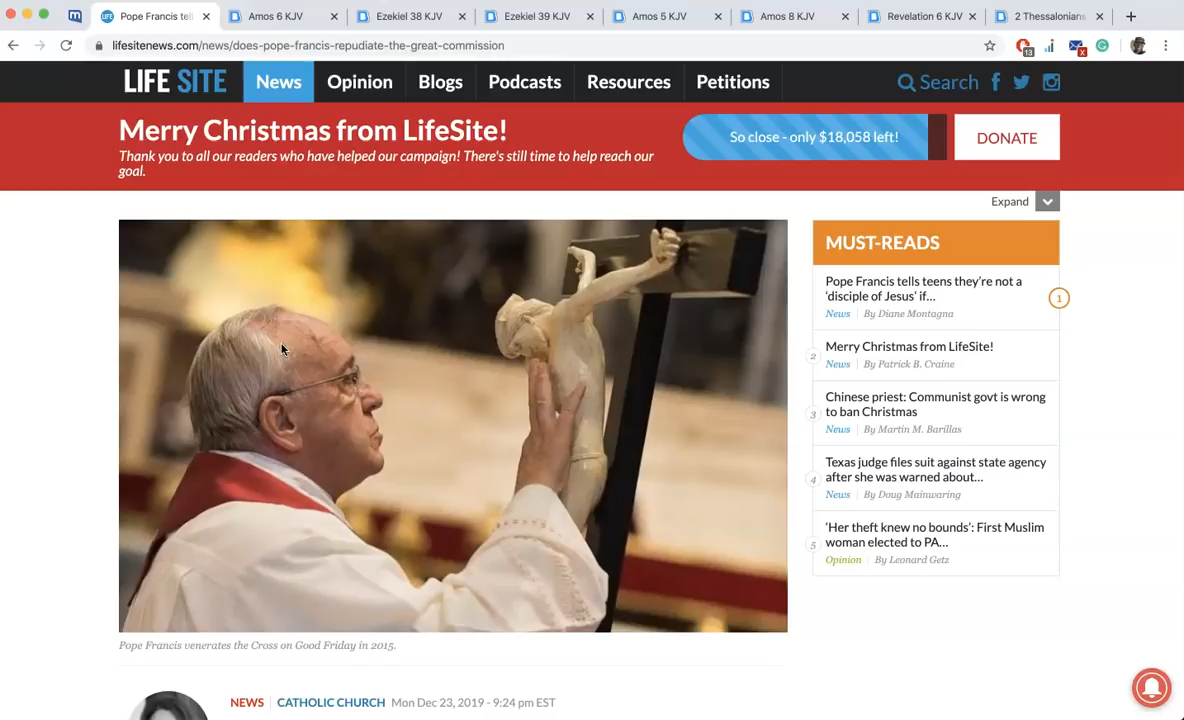 Pope Francis tell
Amos 6 KJV
Ezekiel 38 KJV
Ezekiel 39 KJV
Amos 5 KJV
Amos 8 KJV
Revelation 6 KJV
2 Thessalonians
lifesitenews.com/news/does-pope-francis-repudiate-the-great-commission
13
x
LIFE SITE
News
Opinion
Blogs
Podcasts
Resources
Petitions
Search
Merry Christmas from LifeSite!
Thank you to all our readers who have helped our campaign! There's still time to help reach our
goal.
So close - only $18,058 left!
DONATE
Expand
MUST-READS
Pope Francis tells teens they're not a
'disciple of Jesus' if...
News | By Diane Montagna
1
Merry Christmas from LifeSite!
2
News | By Patrick B. Craine
Chinese priest: Communist govt is wrong
to ban Christmas
3
News | By Martin M. Barillas
Texas judge files suit against state agency
after she was warned about...
4
News | By Doug Mainwaring
'Her theft knew no bounds': First Muslim
woman elected to PA...
5
Opinion | By Leonard Getz
Pope Francis venerates the Cross on Good Friday in 2015.
NEWS | CATHOLIC CHURCH Mon Dec 23, 2019 - 9:24 pm EST